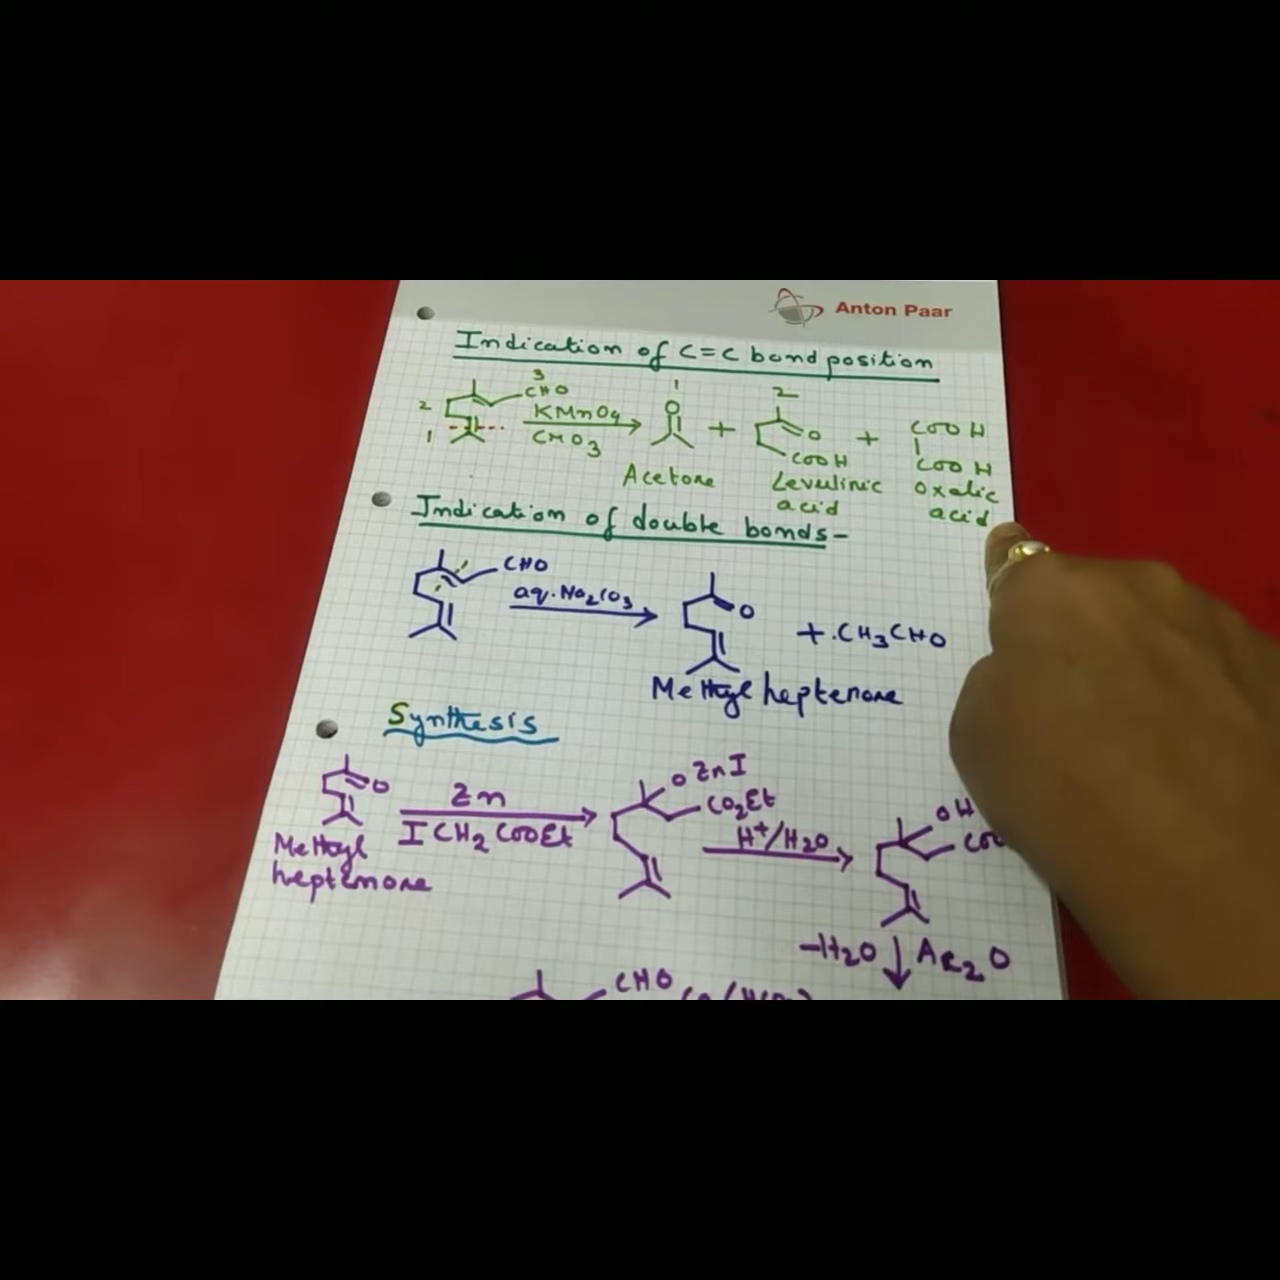 Anton Paar
Indication of C=C bond position
3
CHO
2
1
KMnO4
CrO3
1
O
+
2
O
COOH
+
COOH
COOH
Acetone
Levulinic
acid
Oxalic
acid
Indication of double bonds-
CHO
aq. Na2CO3
O
+ CH3CHO
Methyl heptenone
Synthesis
O
Methyl
heptenone
Zn
ICH2COOEt
OZnI
CO2Et
H+/H2O
OH
-H2O
Ac2O
CHO